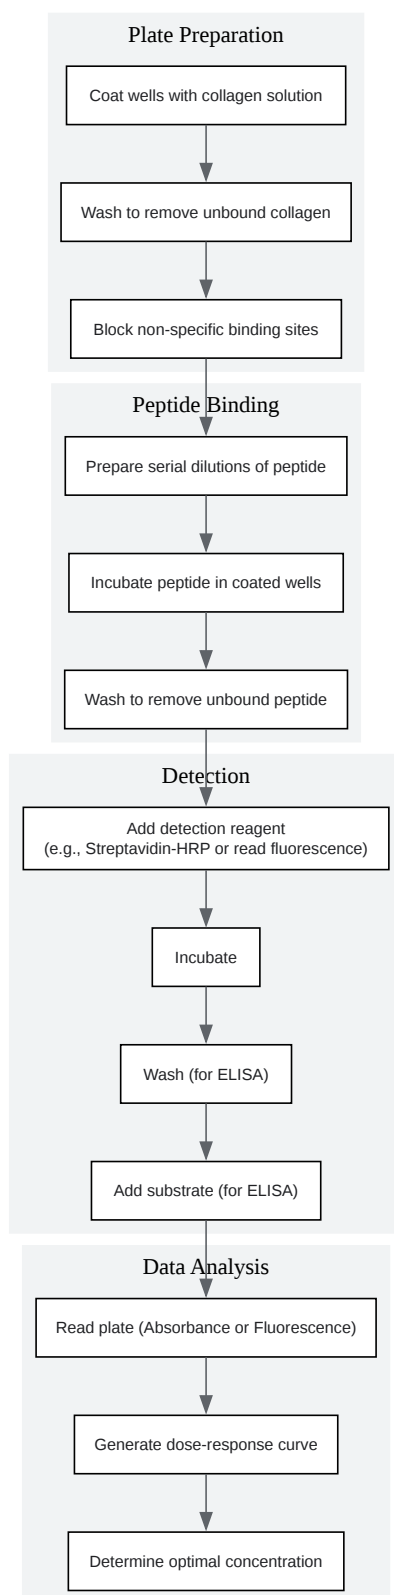 Plate Preparation
Coat wells with collagen solution
Wash to remove unbound collagen
Block non-specific binding sites
Peptide Binding
Prepare serial dilutions of peptide
Incubate peptide in coated wells
Wash to remove unbound peptide
Detection
Add detection reagent
(e.g., Streptavidin-HRP or read fluorescence)
Incubate
Wash (for ELISA)
Add substrate (for ELISA)
Data Analysis
Read plate (Absorbance or Fluorescence)
Generate dose-response curve
Determine optimal concentration